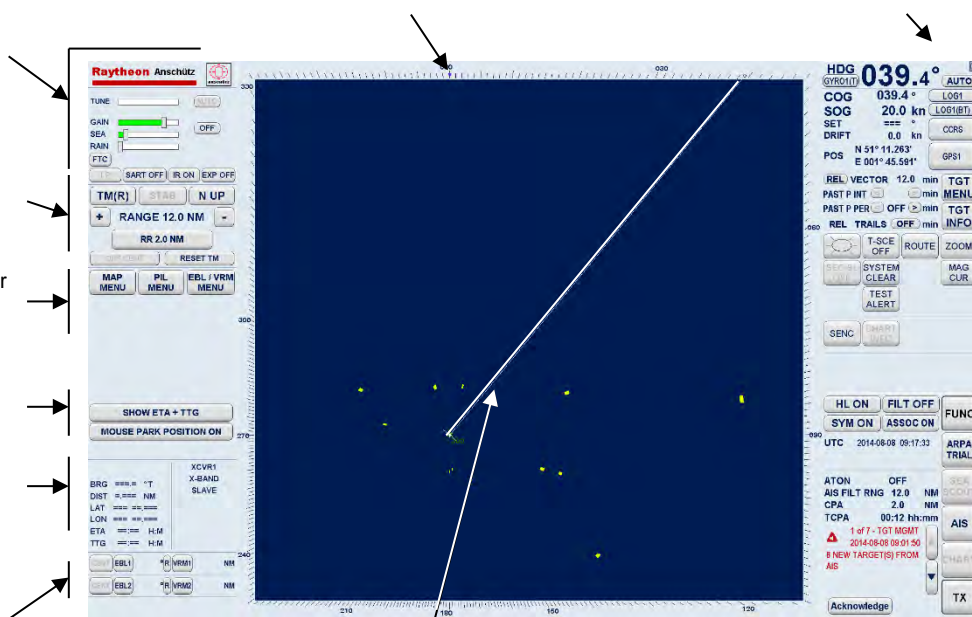 r
Raytheon Anschütz
TUNE AUTO
GAIN
SEA OFF
RAIN
FTC
SART OFF IR ON EXP OFF
TM(R) STAB N UP
+ RANGE 12.0 NM -
RR 2.0 NM
RESET TM
MAP MENU
PIL MENU
EBL / VRM MENU
SHOW ETA + TTG
MOUSE PARK POSITION ON
XCVR1
X-BAND
SLAVE
BRG ===.= °T
DIST =.=== NM
LAT === ==.===
LON === ==.===
ETA ==:== H:M
TTG ==:== H:M
EBL1 °R VRM1 NM
EBL2 °R VRM2 NM
000
030
060
090
120
150
180
210
240
270
300
330
HDG 039.4°
GYRO1(T) AUTO
COG 039.4 ° LOG1
SOG 20.0 kn LOG1(BT)
SET === °
DRIFT 0.0 kn CCRS
POS N 51° 11.263'
E 001° 45.591' GPS1
REL VECTOR 12.0 min
PAST P INT min
PAST P PER OFF > min
REL TRAILS OFF min
TGT MENU
TGT INFO
T-SCE OFF ROUTE ZOOM
SYSTEM CLEAR
MAG CUR
TEST ALERT
SENC CHART INFO
HL ON FILT OFF
SYM ON ASSOC ON
FUNC
UTC 2014-08-08 09:17:33
ARPA TRIAL
ATON OFF
AIS FILT RNG 12.0 NM
CPA 2.0 NM
TCPA 00:12 hh:mm
SEA SCOUT
AIS
1 of 7 - TGT MGMT
2014-08-08 09:01:50
8 NEW TARGET(S) FROM
AIS
CHART
TX
Acknowledge